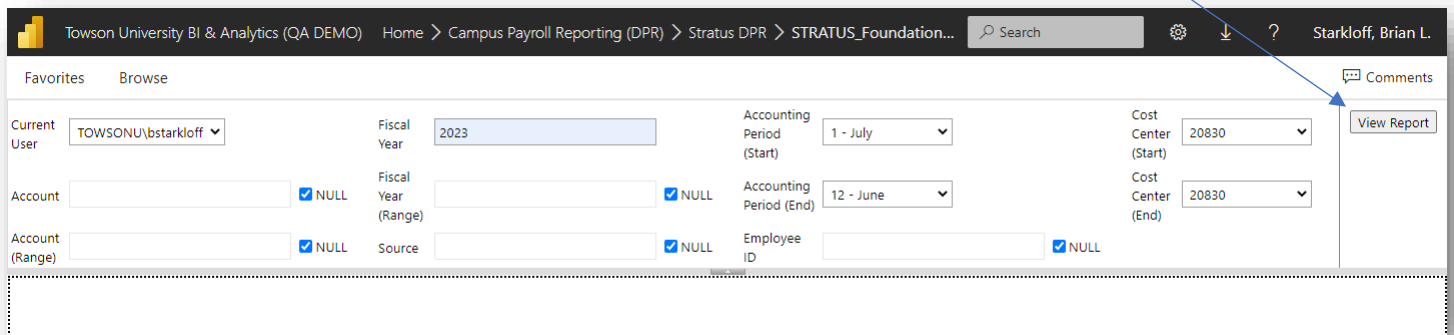 Towson University BI & Analytics (QA DEMO) Home > Campus Payroll Reporting (DPR) > Stratus DPR > STRATUS_Foundation... Search ? Starkloff, Brian L.
Favorites Browse Comments
Current User TOWSONU\bstarkloff Fiscal Year 2023 Accounting Period (Start) 1 - July Cost Center (Start) 20830 View Report
Account NULL Fiscal Year (Range) NULL Accounting Period (End) 12 - June Cost Center (End) 20830
Account (Range) NULL Source NULL Employee ID NULL